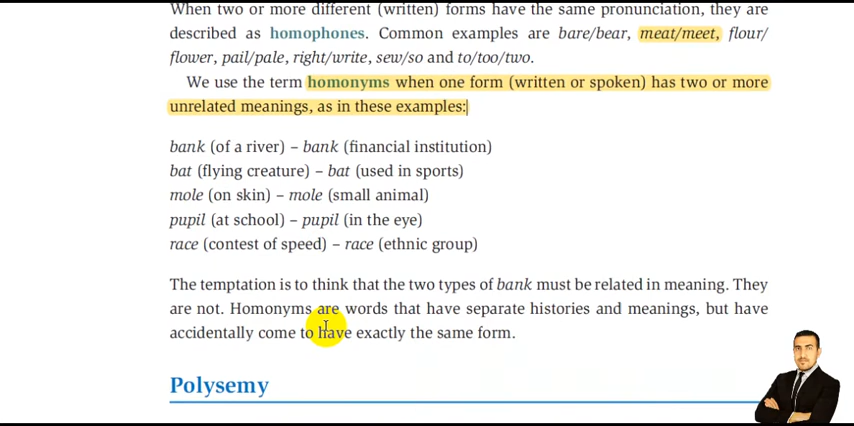 When two or more different (written) forms have the same pronunciation, they are
described as homophones. Common examples are bare/bear, meat/meet, flour/
flower, pail/pale, right/write, sew/so and to/too/two.
We use the term homonyms when one form (written or spoken) has two or more
unrelated meanings, as in these examples:
bank (of a river) – bank (financial institution)
bat (flying creature) – bat (used in sports)
mole (on skin) – mole (small animal)
pupil (at school) – pupil (in the eye)
race (contest of speed) – race (ethnic group)
The temptation is to think that the two types of bank must be related in meaning. They
are not. Homonyms are words that have separate histories and meanings, but have
accidentally come to have exactly the same form.
Polysemy